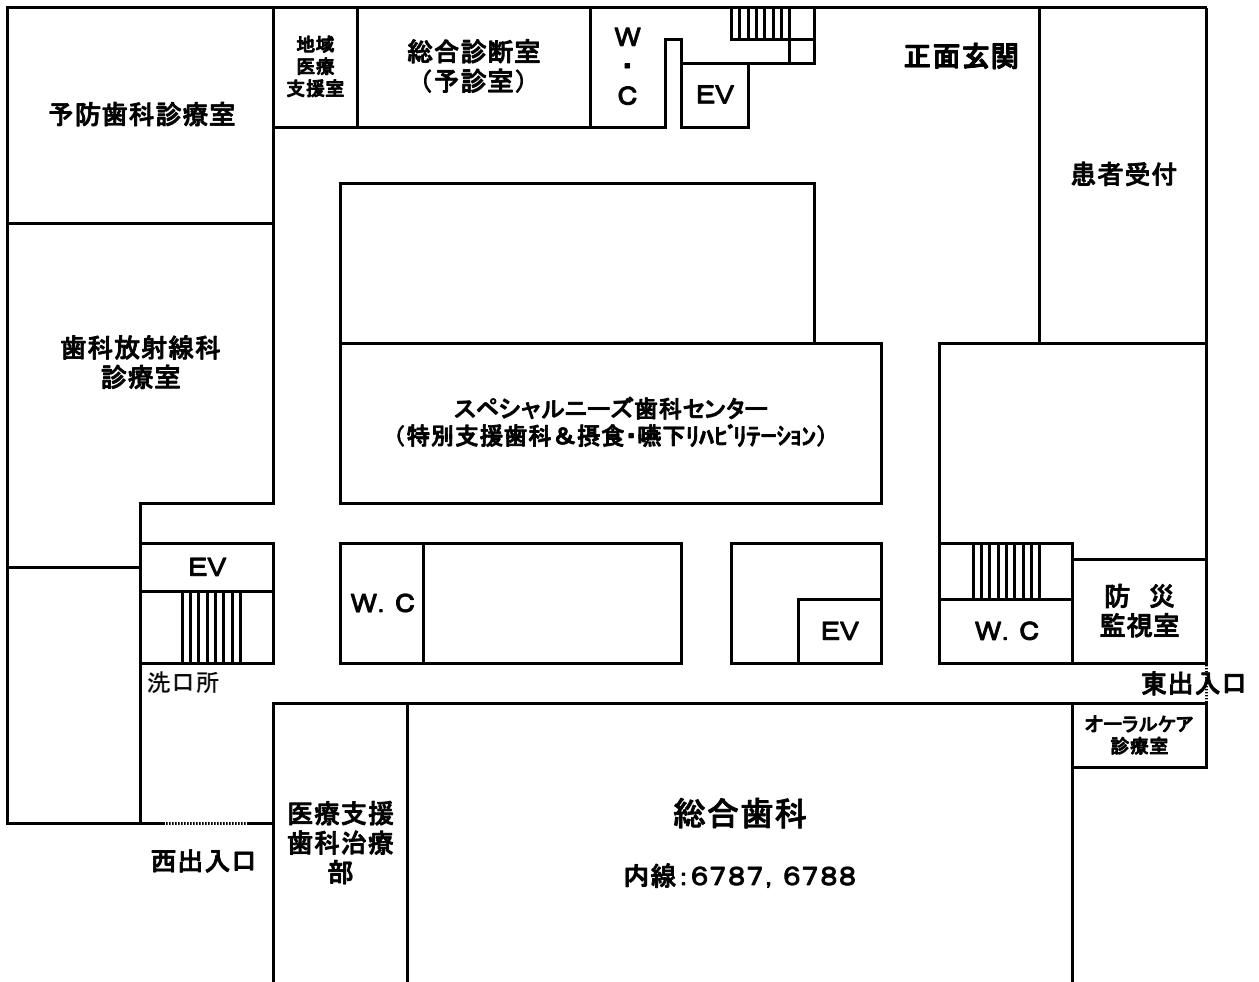 地域
医療
支援室
総合診断室
（予診室）
W
・
C
EV
正面玄関
予防歯科診療室
患者受付
歯科放射線科
診療室
スペシャルニーズ歯科センター
（特別支援歯科＆摂食・嚥下ﾘﾊﾋﾞﾘﾃｰｼｮﾝ）
EV
W. C
EV
W. C
防　災
監視室
洗口所
東出入口
オーラルケア
診療室
医療支援
歯科治療
部
総合歯科
内線：6787, 6788
西出入口